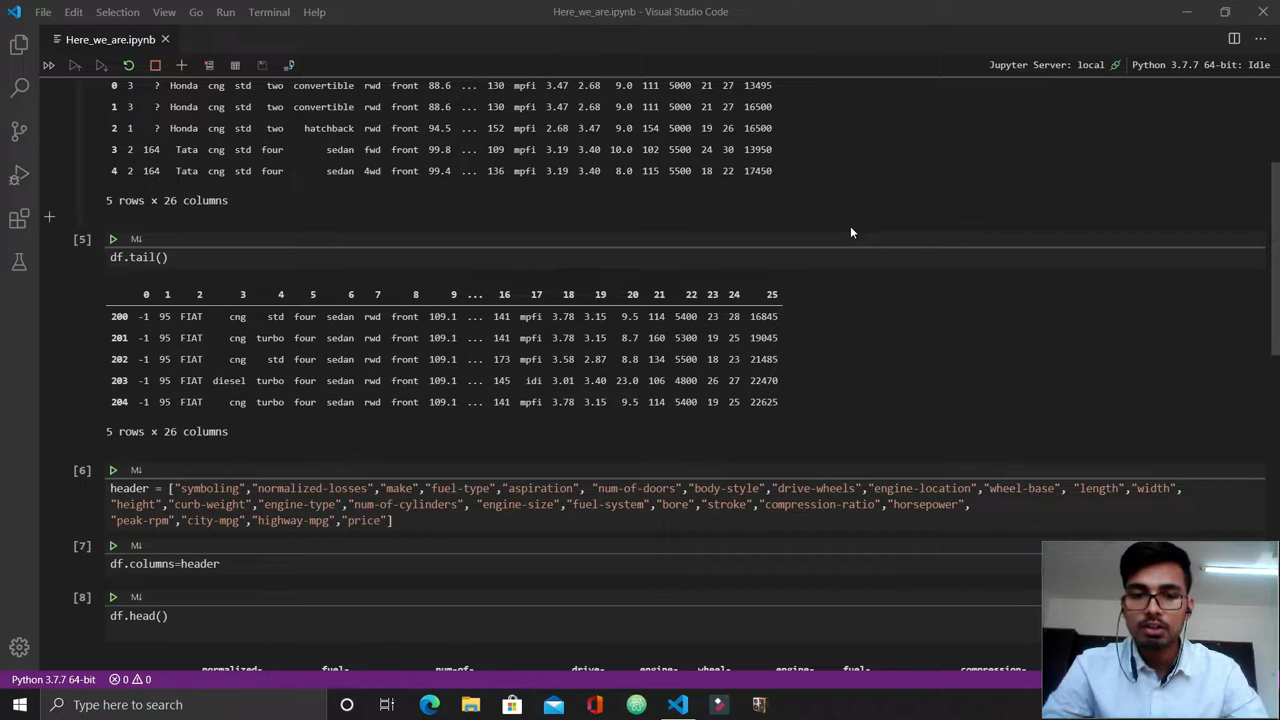 File Edit Selection View Go Run Terminal Help Here_we_are.ipynb - Visual Studio Code
Here_we_are.ipynb
Jupyter Server: local Python 3.7.7 64-bit: Idle
0 3 ? Honda cng std two convertible rwd front 88.6 ... 130 mpfi 3.47 2.68 9.0 111 5000 21 27 13495
1 3 ? Honda cng std two convertible rwd front 88.6 ... 130 mpfi 3.47 2.68 9.0 111 5000 21 27 16500
2 1 ? Honda cng std two hatchback rwd front 94.5 ... 152 mpfi 2.68 3.47 9.0 154 5000 19 26 16500
3 2 164 Tata cng std four sedan fwd front 99.8 ... 109 mpfi 3.19 3.40 10.0 102 5500 24 30 13950
4 2 164 Tata cng std four sedan 4wd front 99.4 ... 136 mpfi 3.19 3.40 8.0 115 5500 18 22 17450
5 rows x 26 columns
[5] M↓
df.tail()
0 1 2 3 4 5 6 7 8 9 ... 16 17 18 19 20 21 22 23 24 25
200 -1 95 FIAT cng std four sedan rwd front 109.1 ... 141 mpfi 3.78 3.15 9.5 114 5400 23 28 16845
201 -1 95 FIAT cng turbo four sedan rwd front 109.1 ... 141 mpfi 3.78 3.15 8.7 160 5300 19 25 19045
202 -1 95 FIAT cng std four sedan rwd front 109.1 ... 173 mpfi 3.58 2.87 8.8 134 5500 18 23 21485
203 -1 95 FIAT diesel turbo four sedan rwd front 109.1 ... 145 idi 3.01 3.40 23.0 106 4800 26 27 22470
204 -1 95 FIAT cng turbo four sedan rwd front 109.1 ... 141 mpfi 3.78 3.15 9.5 114 5400 19 25 22625
5 rows x 26 columns
[6] M↓
header = ["symboling","normalized-losses","make","fuel-type","aspiration", "num-of-doors","body-style","drive-wheels","engine-location","wheel-base", "length","width",
"height","curb-weight","engine-type","num-of-cylinders", "engine-size","fuel-system","bore","stroke","compression-ratio","horsepower",
"peak-rpm","city-mpg","highway-mpg","price"]
[7] M↓
df.columns=header
[8] M↓
df.head()
normalized- fuel- num-of- drive- engine- wheel- engine- fuel- compression-
Python 3.7.7 64-bit 0 0
Type here to search